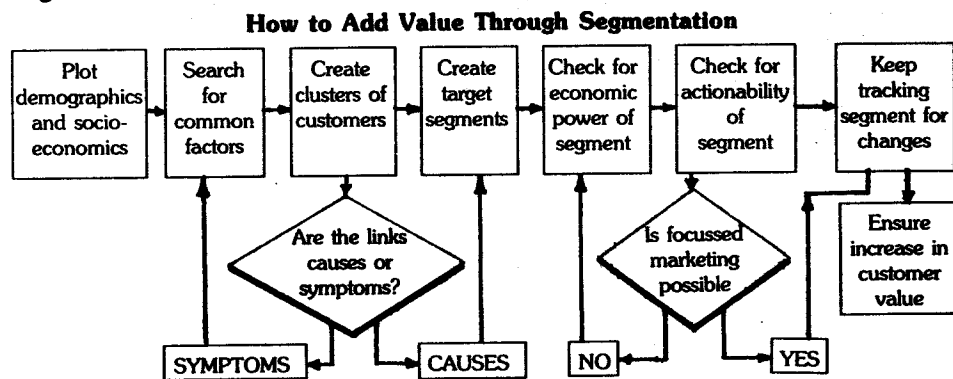 How to Add Value Through Segmentation
Plot
demographics
and socio-
economics
Search
for
common
factors
Create
clusters of
customers
Create
target
segments
Check for
economic
power of
segment
Check for
actionability
of
segment
Keep
tracking
segment for
changes
Are the links
causes or
symptoms?
Is focussed
marketing
possible
Ensure
increase in
customer
value
SYMPTOMS
CAUSES
NO
YES